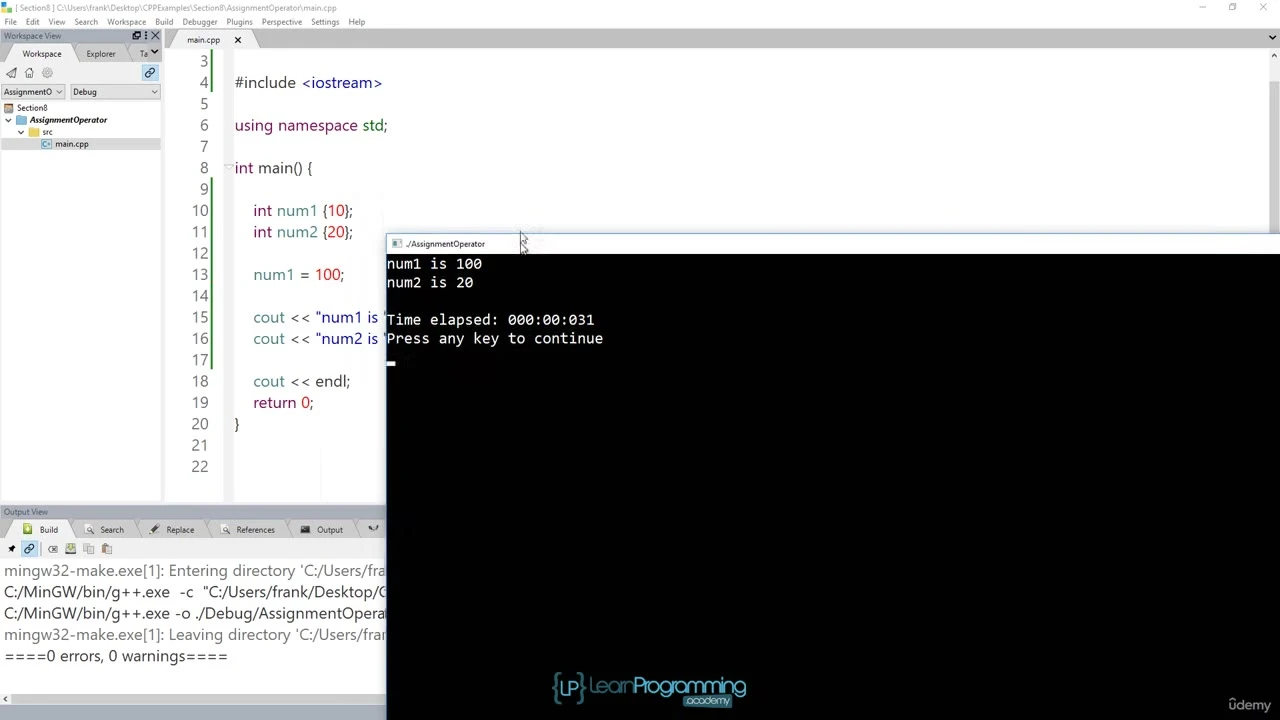 [ Section8 ] C:\Users\frank\Desktop\CPPExamples\Section8\AssignmentOperator\main.cpp
File Edit View Search Workspace Build Debugger Plugins Perspective Settings Help
Workspace View
main.cpp
Workspace Explorer Ta
AssignmentO Debug
Section8
AssignmentOperator
src
main.cpp
3
4 #include <iostream>
5
6 using namespace std;
7
8 int main() {
9
10 int num1 {10};
11 int num2 {20};
12
13 num1 = 100;
14
15 cout << "num1 is "
16 cout << "num2 is
17
18 cout << endl;
19 return 0;
20 }
21
22
./AssignmentOperator
num1 is 100
num2 is 20
Time elapsed: 000:00:031
Press any key to continue
Output View
Build Search Replace References Output
mingw32-make.exe[1]: Entering directory 'C:/Users/fra
C:/MinGW/bin/g++.exe -c "C:/Users/frank/Desktop/C
C:/MinGW/bin/g++.exe -o ./Debug/AssignmentOpera
mingw32-make.exe[1]: Leaving directory 'C:/Users/fra
====0 errors, 0 warnings====
{LP} LearnProgramming
.academy
ûdemy